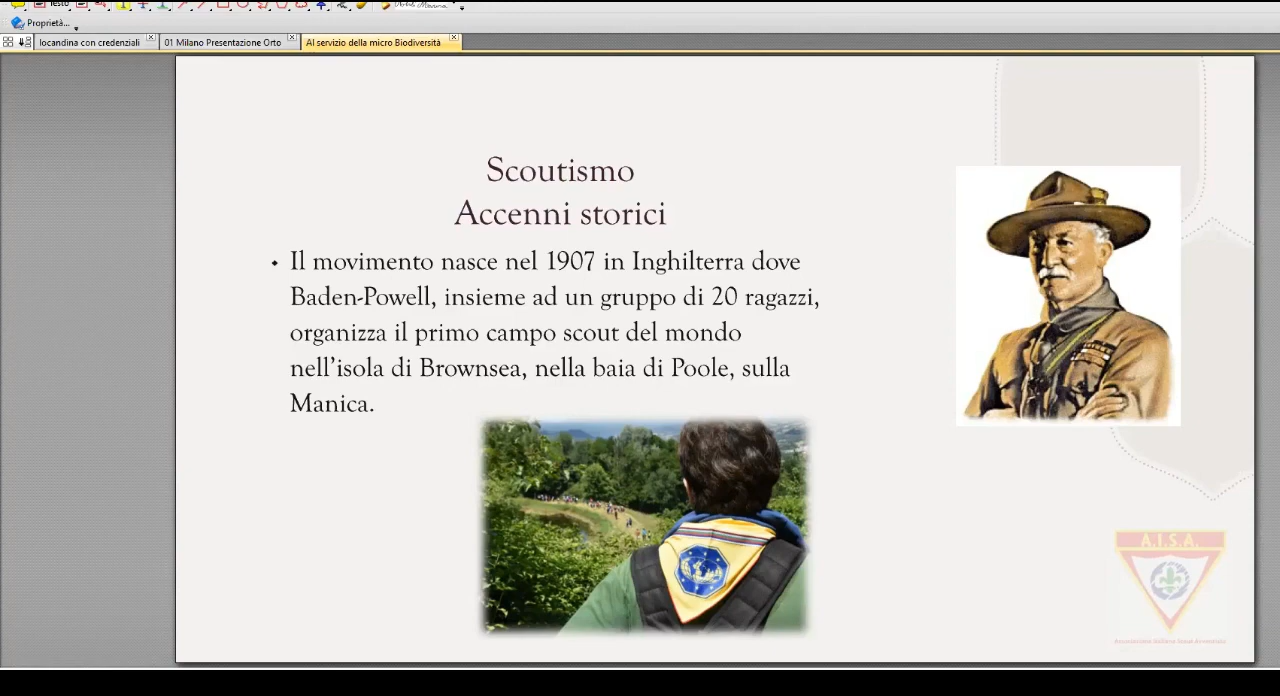 Testo
Proprietà...
locandina con credenziali
01 Milano Presentazione Orto
Al servizio della micro Biodiversità
Scoutismo
Accenni storici
• Il movimento nasce nel 1907 in Inghilterra dove
Baden-Powell, insieme ad un gruppo di 20 ragazzi,
organizza il primo campo scout del mondo
nell'isola di Brownsea, nella baia di Poole, sulla
Manica.
A.I.S.A.